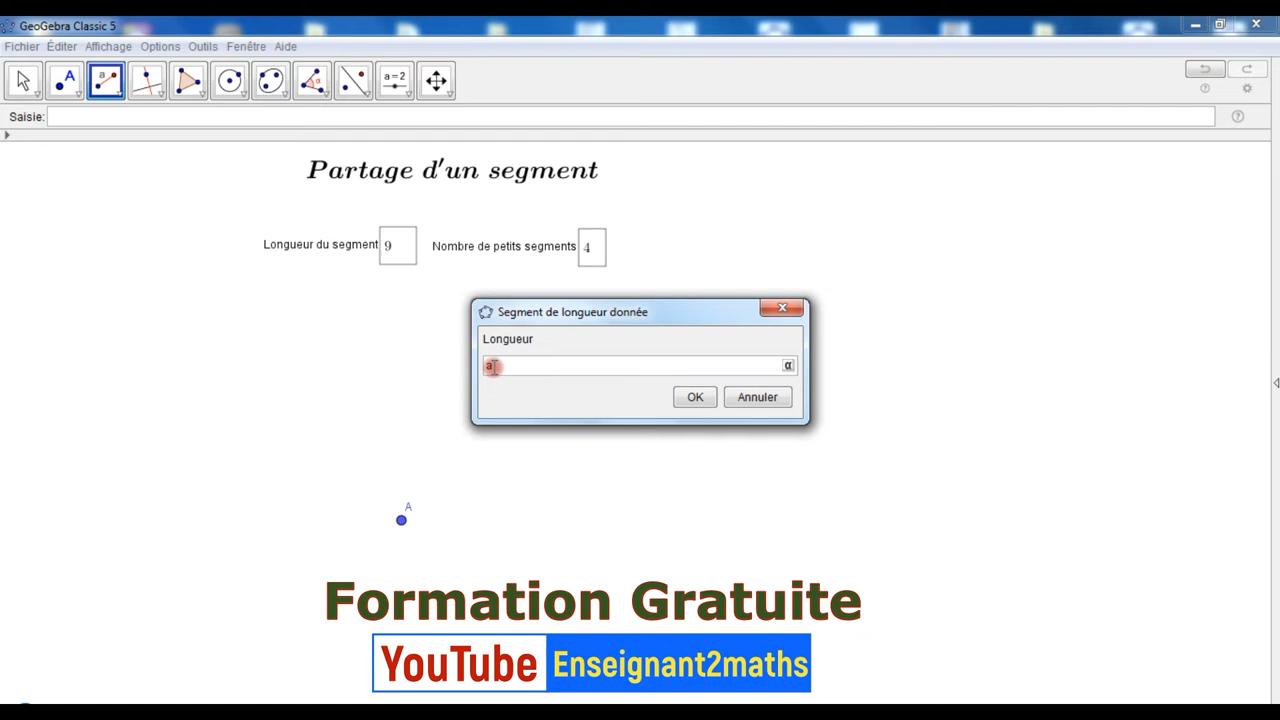 GeoGebra Classic 5
Fichier Éditer Affichage Options Outils Fenêtre Aide
A a α a=2
Saisie:
Partage d'un segment
Longueur du segment 9 Nombre de petits segments 4
Segment de longueur donnée
Longueur
a α
OK Annuler
A
Formation Gratuite
YouTube Enseignant2maths